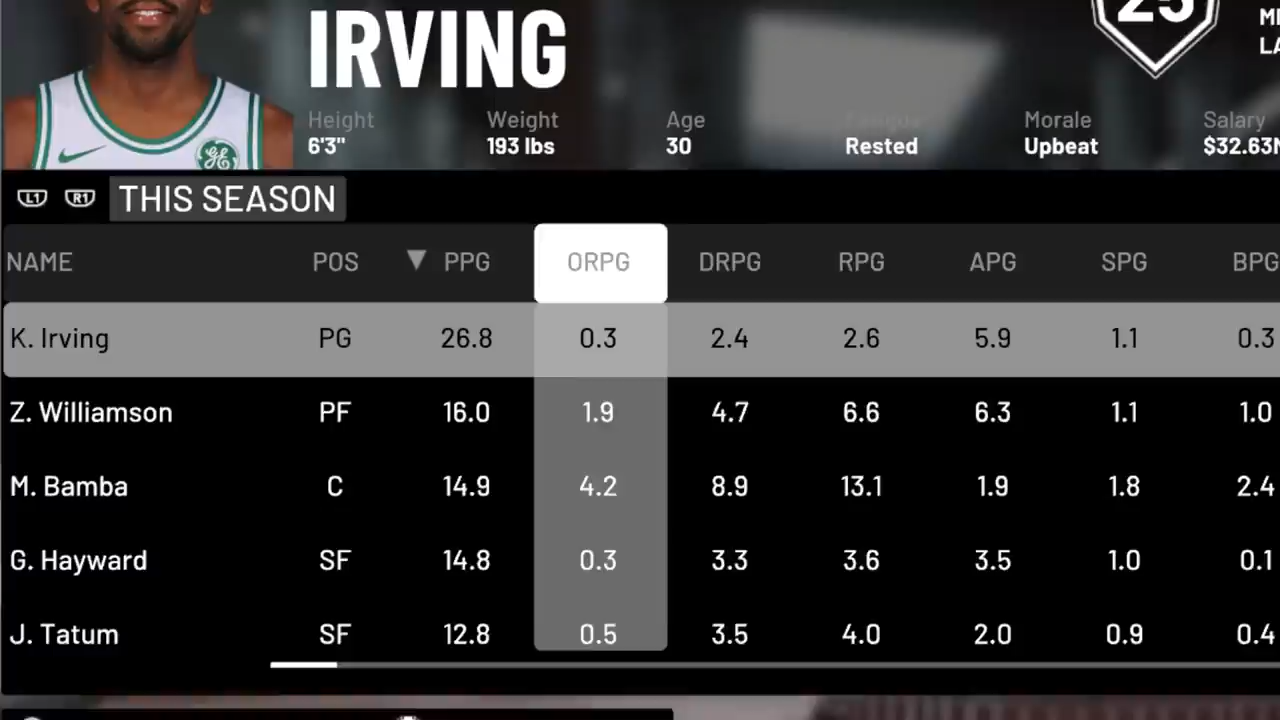 IRVING
25
Height Weight Age Fatigue Morale Salary
6'3" 193 lbs 30 Rested Upbeat $32.63M
L1 R1 THIS SEASON
NAME POS PPG ORPG DRPG RPG APG SPG BPG
K. Irving PG 26.8 0.3 2.4 2.6 5.9 1.1 0.3
Z. Williamson PF 16.0 1.9 4.7 6.6 6.3 1.1 1.0
M. Bamba C 14.9 4.2 8.9 13.1 1.9 1.8 2.4
G. Hayward SF 14.8 0.3 3.3 3.6 3.5 1.0 0.1
J. Tatum SF 12.8 0.5 3.5 4.0 2.0 0.9 0.4